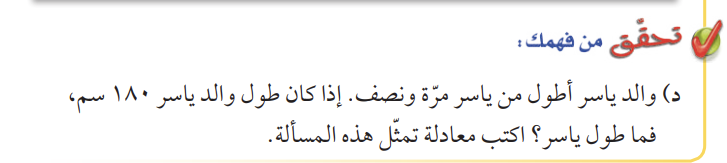 تحقّق من فهمك:
د) والد ياسر أطول من ياسر مرّة ونصف. إذا كان طول والد ياسر ١٨٠ سم،
فما طول ياسر؟ اكتب معادلة تمثّل هذه المسألة.